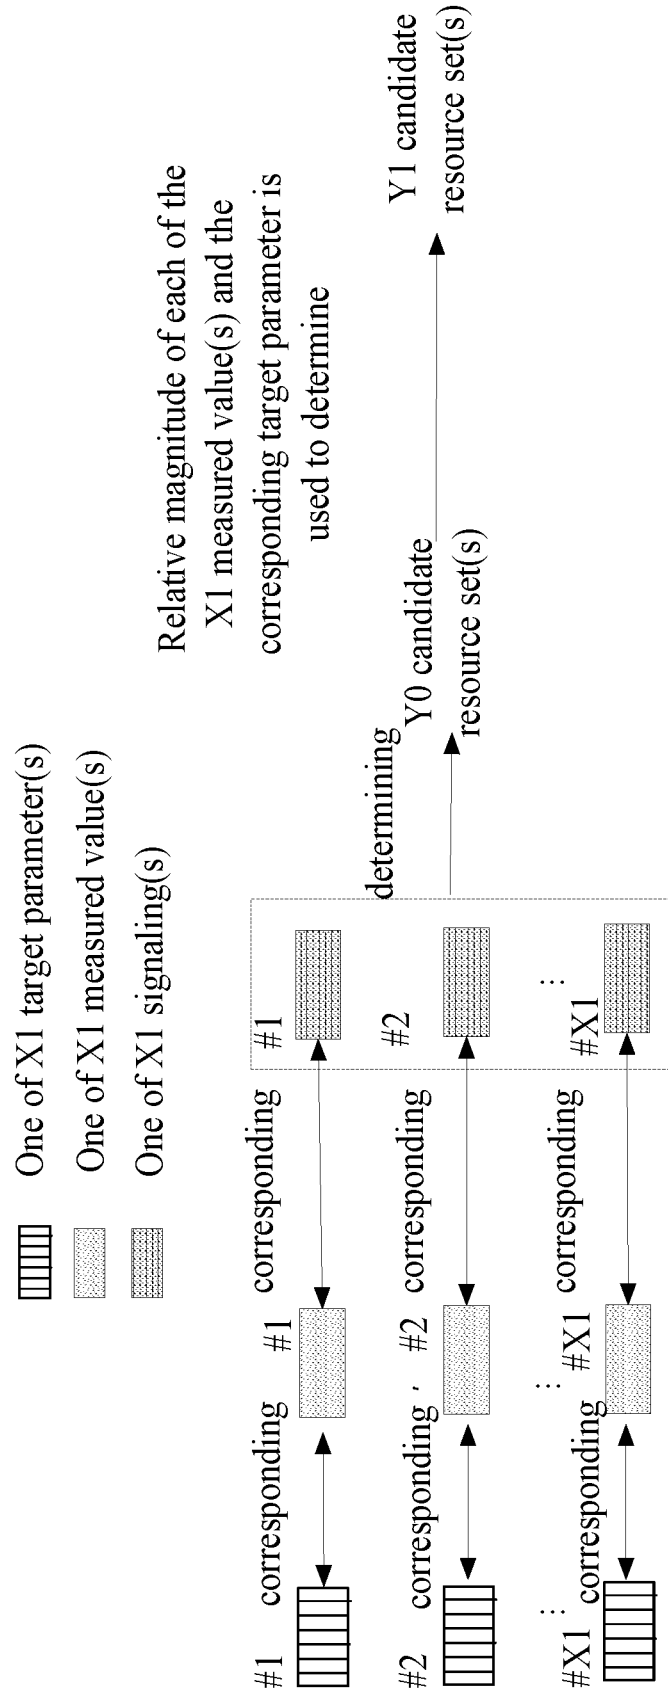 One of X1 target parameter(s)
One of X1 measured value(s)
One of X1 signaling(s)
Relative magnitude of each of the
X1 measured value(s) and the
corresponding target parameter is
used to determine
#1
corresponding
#1
corresponding
#1
#2
corresponding
#2
corresponding
#2
determining
Y0 candidate
resource set(s)
Y1 candidate
resource set(s)
...
...
...
#X1
corresponding
#X1
corresponding
#X1